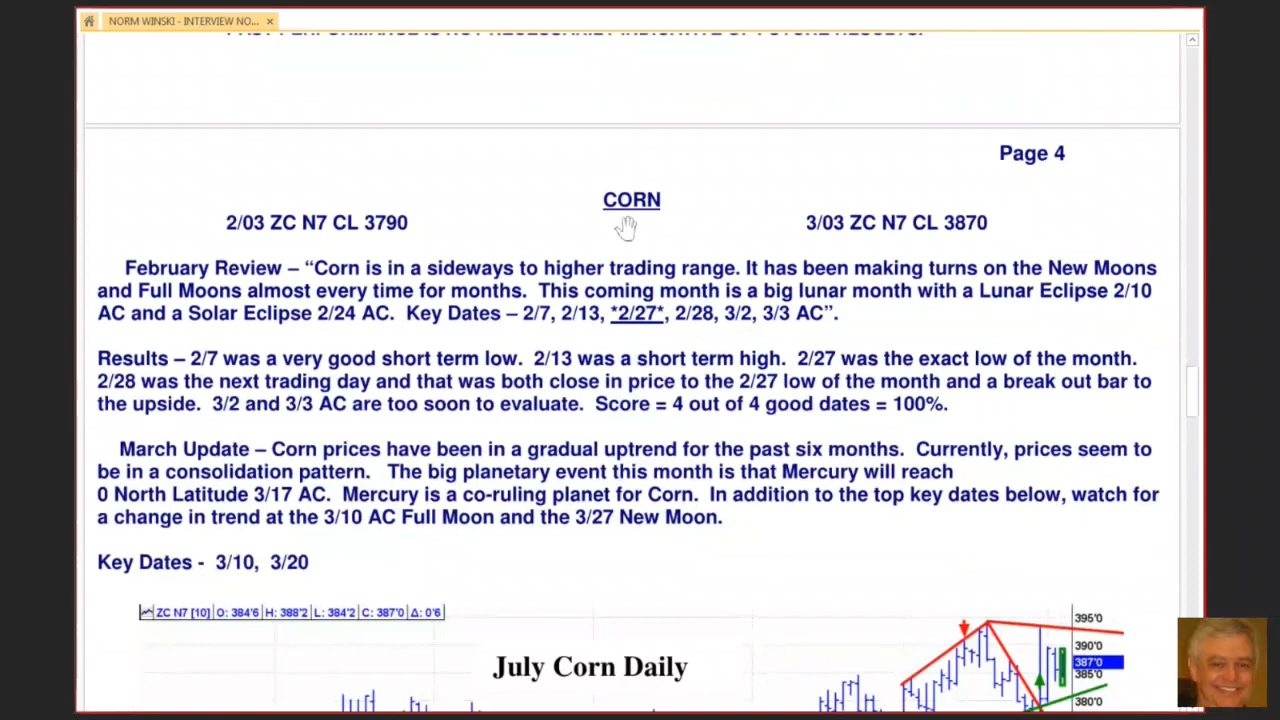 NORM WINSKI - INTERVIEW NO...
PAST PERFORMANCE IS NOT NECESSARILY INDICATIVE OF FUTURE RESULTS.
Page 4
CORN
2/03 ZC N7 CL 3790 3/03 ZC N7 CL 3870
February Review – “Corn is in a sideways to higher trading range. It has been making turns on the New Moons
and Full Moons almost every time for months. This coming month is a big lunar month with a Lunar Eclipse 2/10
AC and a Solar Eclipse 2/24 AC. Key Dates – 2/7, 2/13, *2/27*, 2/28, 3/2, 3/3 AC”.
Results – 2/7 was a very good short term low. 2/13 was a short term high. 2/27 was the exact low of the month.
2/28 was the next trading day and that was both close in price to the 2/27 low of the month and a break out bar to
the upside. 3/2 and 3/3 AC are too soon to evaluate. Score = 4 out of 4 good dates = 100%.
March Update – Corn prices have been in a gradual uptrend for the past six months. Currently, prices seem to
be in a consolidation pattern. The big planetary event this month is that Mercury will reach
0 North Latitude 3/17 AC. Mercury is a co-ruling planet for Corn. In addition to the top key dates below, watch for
a change in trend at the 3/10 AC Full Moon and the 3/27 New Moon.
Key Dates - 3/10, 3/20
ZC N7 [10] O: 384'6 H: 388'2 L: 384'2 C: 387'0 Δ: 0'6
395'0
July Corn Daily
390'0
387'0
385'0
380'0